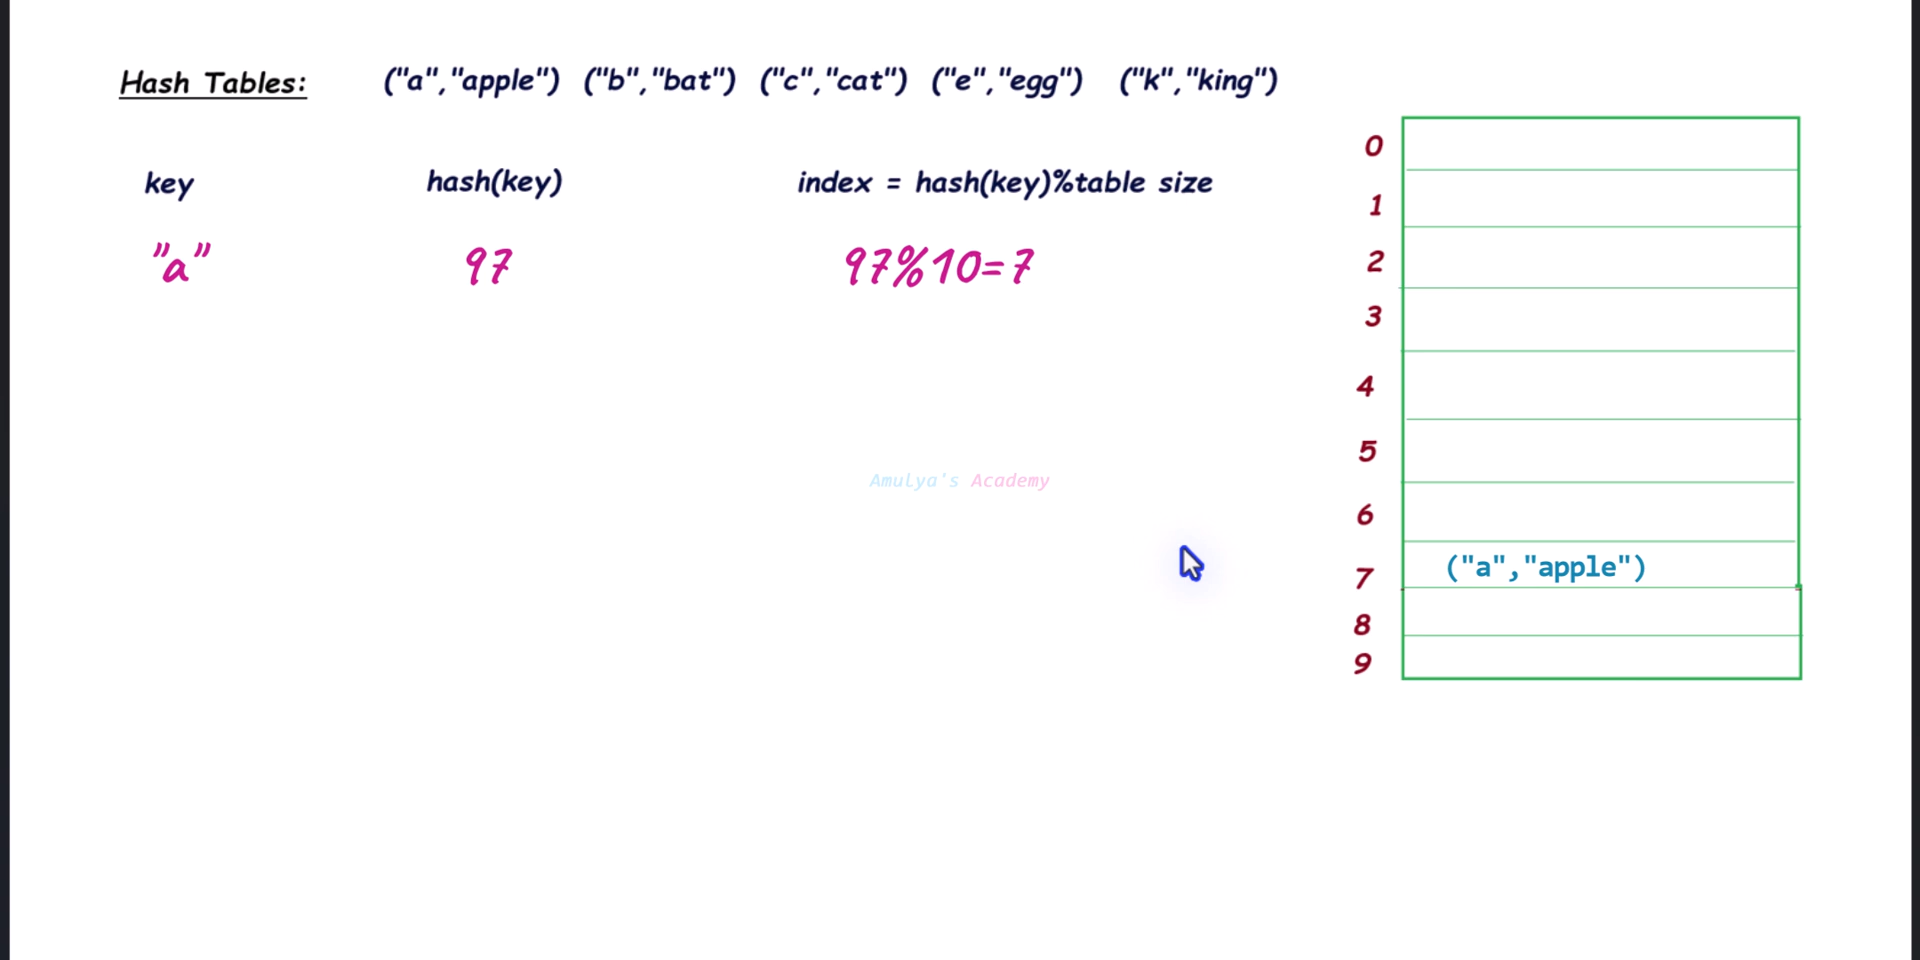 Hash Tables: ("a","apple") ("b","bat") ("c","cat") ("e","egg") ("k","king")
key hash(key) index = hash(key)%table size
"a" 97 97%10=7
0
1
2
3
4
5
6
7 ("a","apple")
8
9
Amulya's Academy